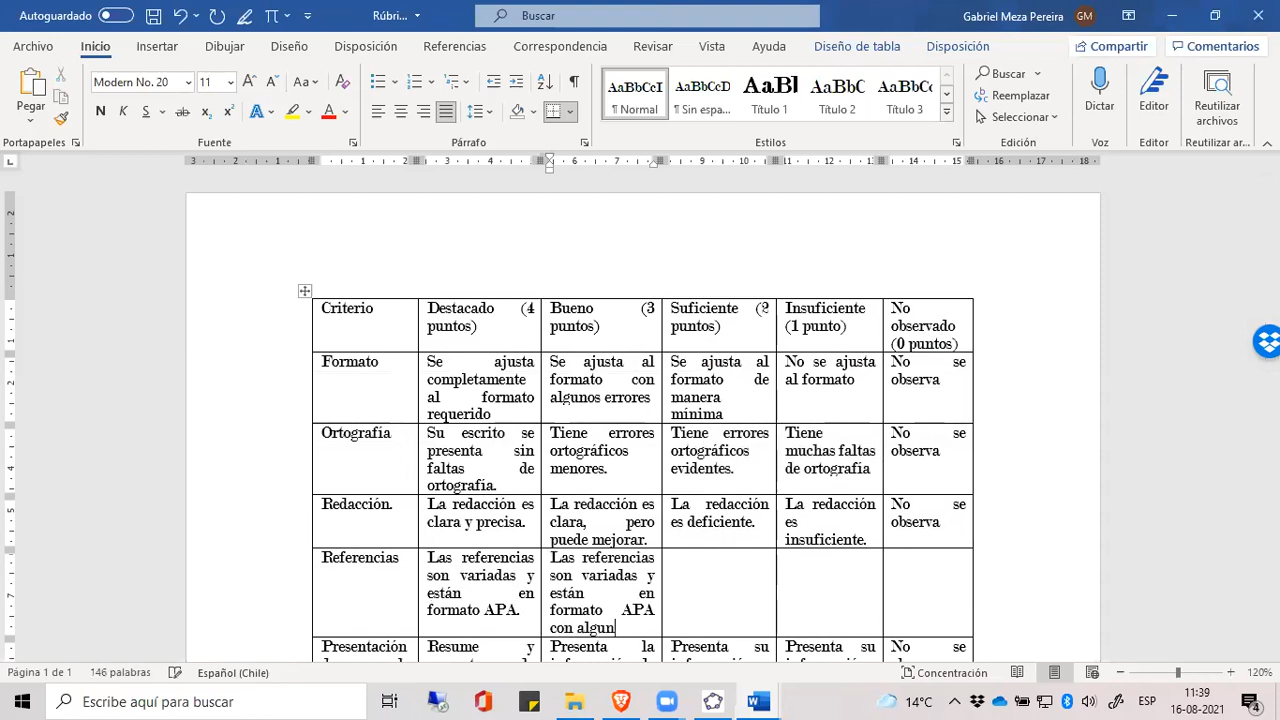 Autoguardado
Rúbri...
Buscar
Gabriel Meza Pereira
GM
Archivo Inicio Insertar Dibujar Diseño Disposición Referencias Correspondencia Revisar Vista Ayuda Diseño de tabla Disposición
Compartir Comentarios
Pegar
Modern No. 20 11
N K S ab x₂ x²
AaBbCcI AaBbCcD AaBbl AaBbC AaBbCcD
¶ Normal ¶ Sin espa... Título 1 Título 2 Título 3
Buscar
Reemplazar
Seleccionar
Dictar
Editor
Reutilizar
archivos
Portapapeles Fuente Párrafo Estilos Edición Voz Editor Reutilizar ar...
Criterio
Destacado (4
puntos)
Bueno (3
puntos)
Suficiente (2
puntos)
Insuficiente
(1 punto)
No
observado
(0 puntos)
Formato
Se ajusta
completamente
al formato
requerido
Se ajusta al
formato con
algunos errores
Se ajusta al
formato de
manera
mínima
No se ajusta
al formato
No se
observa
Ortografía
Su escrito se
presenta sin
faltas de
ortografía.
Tiene errores
ortográficos
menores.
Tiene errores
ortográficos
evidentes.
Tiene
muchas faltas
de ortografía
No se
observa
Redacción.
La redacción es
clara y precisa.
La redacción es
clara, pero
puede mejorar.
La redacción
es deficiente.
La redacción
es
insuficiente.
No se
observa
Referencias
Las referencias
son variadas y
están en
formato APA.
Las referencias
son variadas y
están en
formato APA
con algun
Presentación
Resume y
Presenta la
Presenta su
Presenta su
No se
Página 1 de 1 146 palabras Español (Chile) Concentración 120%
Escribe aquí para buscar
14°C
ESP
11:39
16-08-2021
4